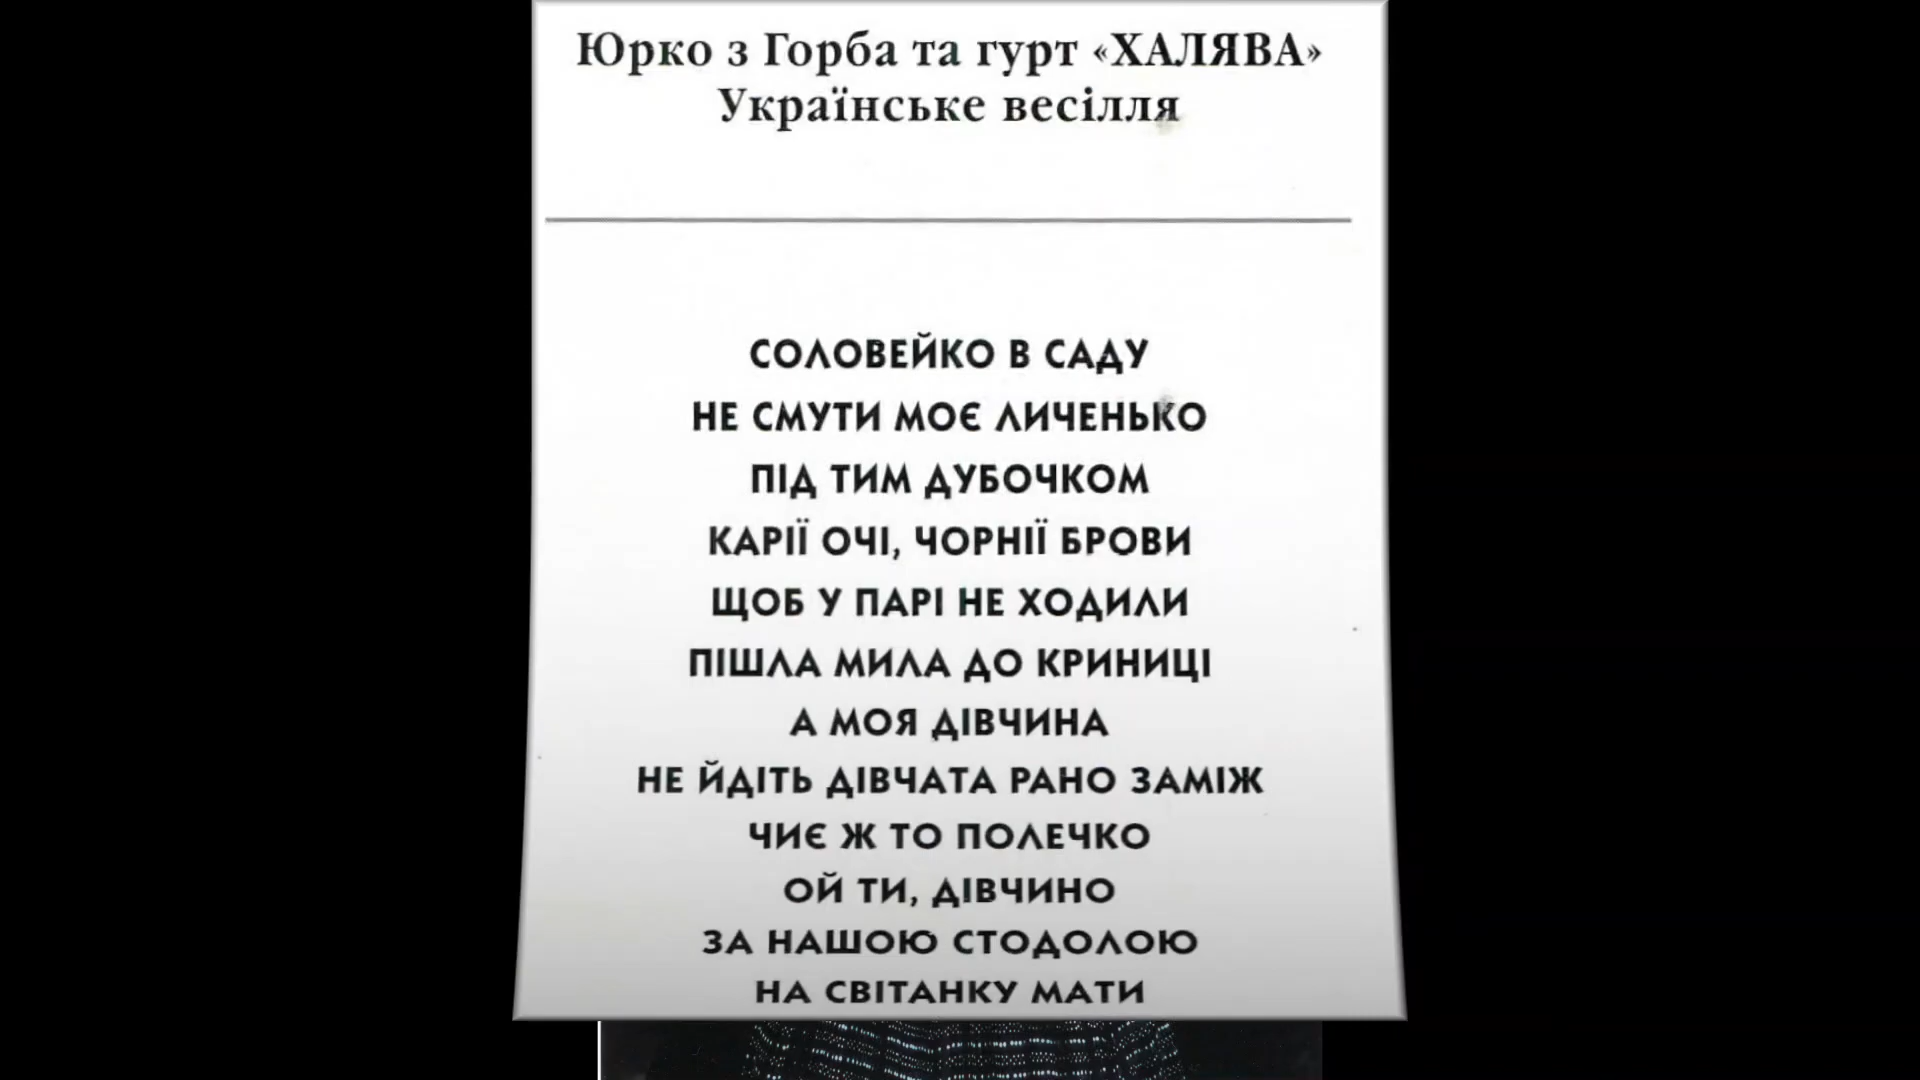 Юрко з Горба та гурт «ХАЛЯВА»
Українське весілля
СОЛОВЕЙКО В САДУ
НЕ СМУТИ МОЄ ЛИЧЕНЬКО
ПІД ТИМ ДУБОЧКОМ
КАРІЇ ОЧІ, ЧОРНІЇ БРОВИ
ЩОБ У ПАРІ НЕ ХОДИЛИ
ПІШЛА МИЛА ДО КРИНИЦІ
А МОЯ ДІВЧИНА
НЕ ЙДІТЬ ДІВЧАТА РАНО ЗАМІЖ
ЧИЄ Ж ТО ПОЛЕЧКО
ОЙ ТИ, ДІВЧИНО
ЗА НАШОЮ СТОДОЛОЮ
НА СВІТАНКУ МАТИ